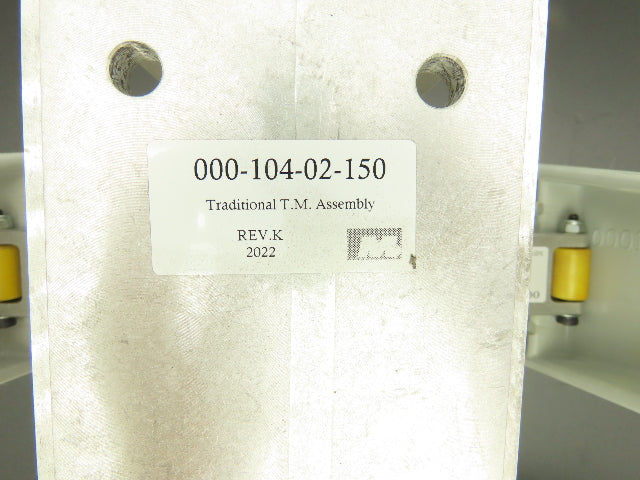 000-104-02-150
Traditional T.M. Assembly
REV.K
2022